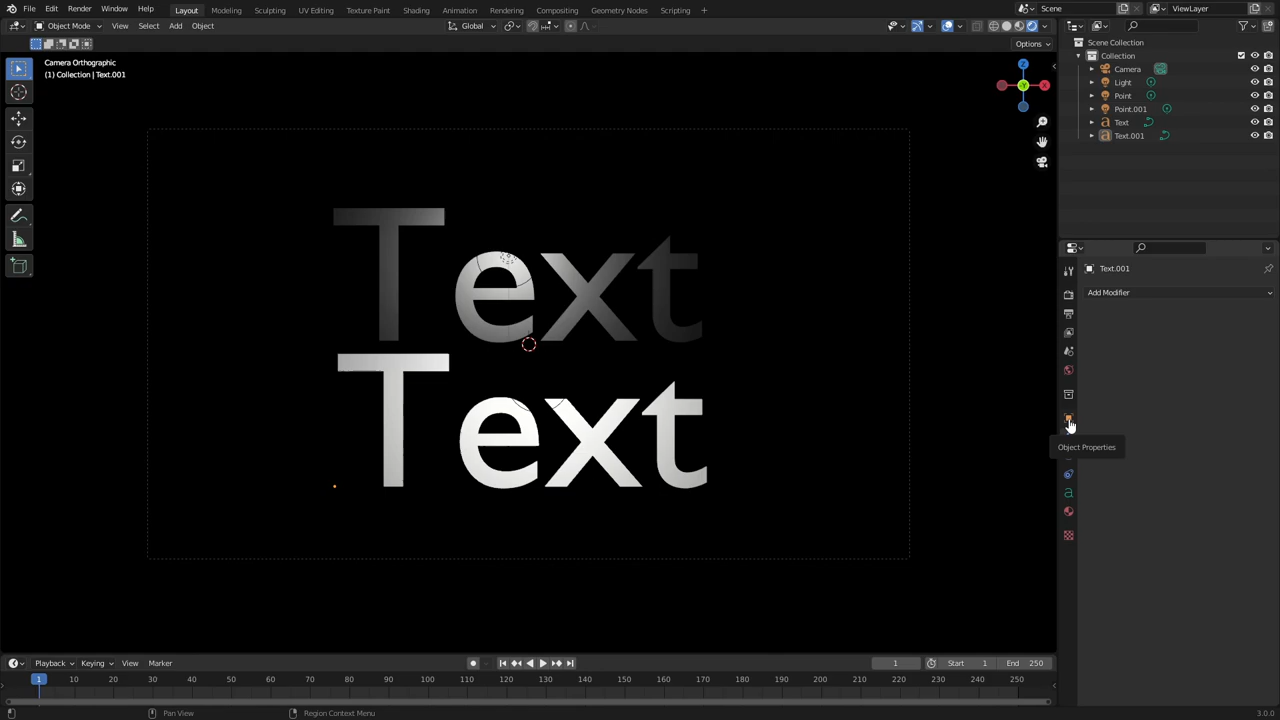 File Edit Render Window Help Layout Modeling Sculpting UV Editing Texture Paint Shading Animation Compositing Rendering Geometry Nodes Scripting + Scene ViewLayer
Object Mode View Select Add Object Global
Options
Camera Orthographic
(1) Collection | Text.001
Z
Y
X
Scene Collection
Collection
Camera
Light
Point
Point.001
Text
Text.001
Text
Text
Text.001
Add Modifier
Object Properties
Playback Keying View Marker 1 Start 1 End 250
1 10 20 30 40 50 60 70 80 90 100 110 120 130 140 150 160 170 180 190 200 210 220 230 240 250
Pan View Region Context Menu 3.0.0